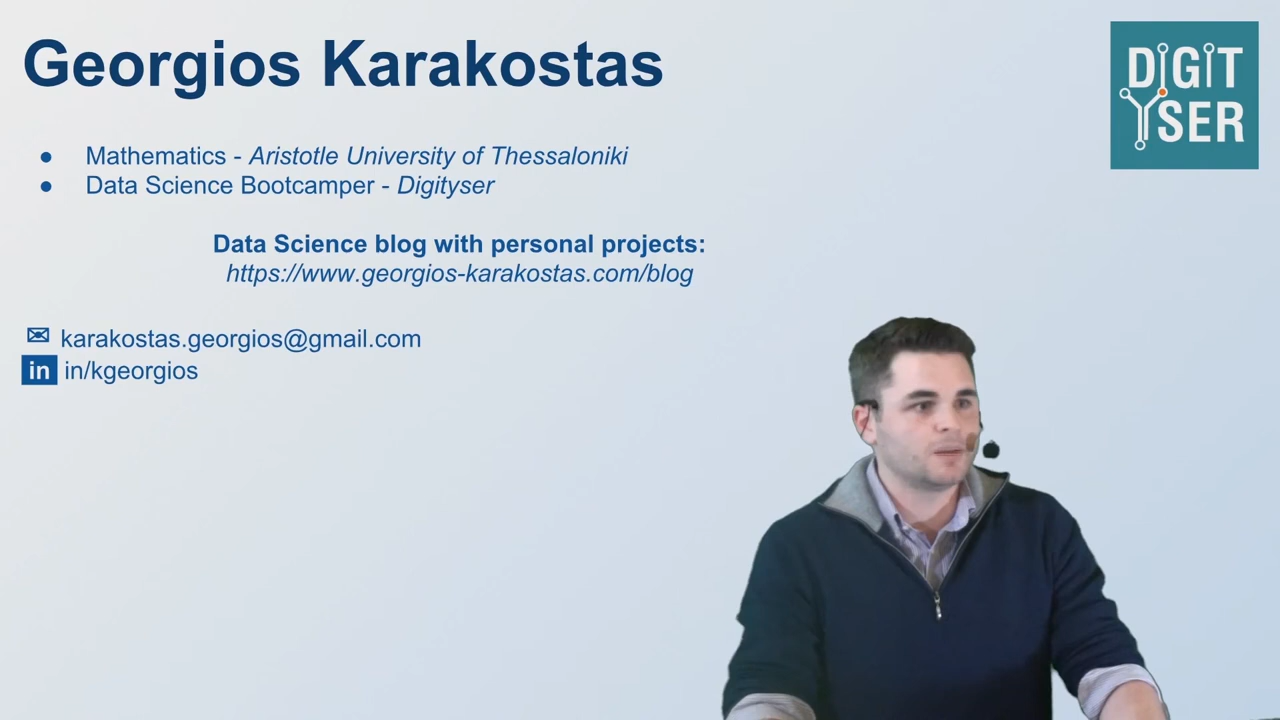 Georgios Karakostas
DIGIT
YSER
● Mathematics - Aristotle University of Thessaloniki
● Data Science Bootcamper - Digityser
Data Science blog with personal projects:
https://www.georgios-karakostas.com/blog
✉ karakostas.georgios@gmail.com
in in/kgeorgios